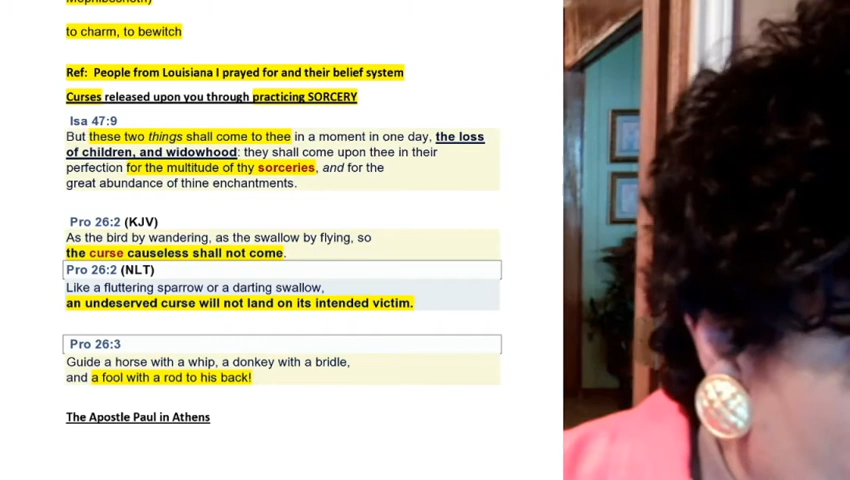 to charm, to bewitch
Ref: People from Louisiana I prayed for and their belief system
Curses released upon you through practicing SORCERY
Isa 47:9
But these two things shall come to thee in a moment in one day, the loss
of children, and widowhood: they shall come upon thee in their
perfection for the multitude of thy sorceries, and for the
great abundance of thine enchantments.
Pro 26:2 (KJV)
As the bird by wandering, as the swallow by flying, so
the curse causeless shall not come.
Pro 26:2 (NLT)
Like a fluttering sparrow or a darting swallow,
an undeserved curse will not land on its intended victim.
Pro 26:3
Guide a horse with a whip, a donkey with a bridle,
and a fool with a rod to his back!
The Apostle Paul in Athens